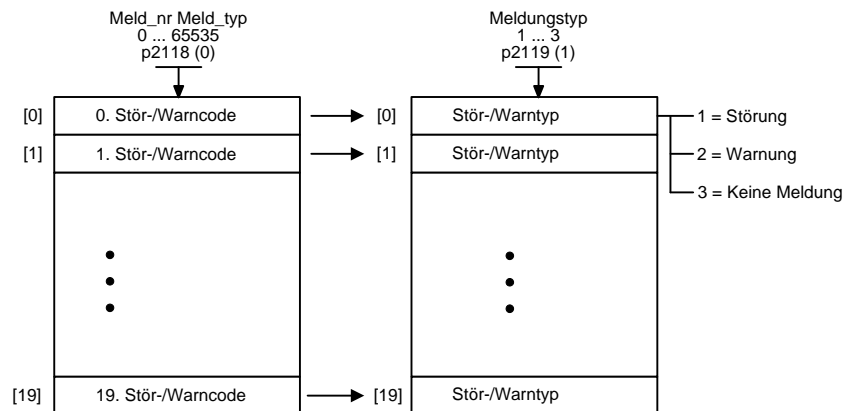 Meld_nr Meld_typ
0 ... 65535
p2118 (0)
Meldungstyp
1 ... 3
p2119 (1)
[0] 0. Stör-/Warncode [0] Stör-/Warntyp 1 = Störung
[1] 1. Stör-/Warncode [1] Stör-/Warntyp 2 = Warnung
3 = Keine Meldung
[19] 19. Stör-/Warncode [19] Stör-/Warntyp